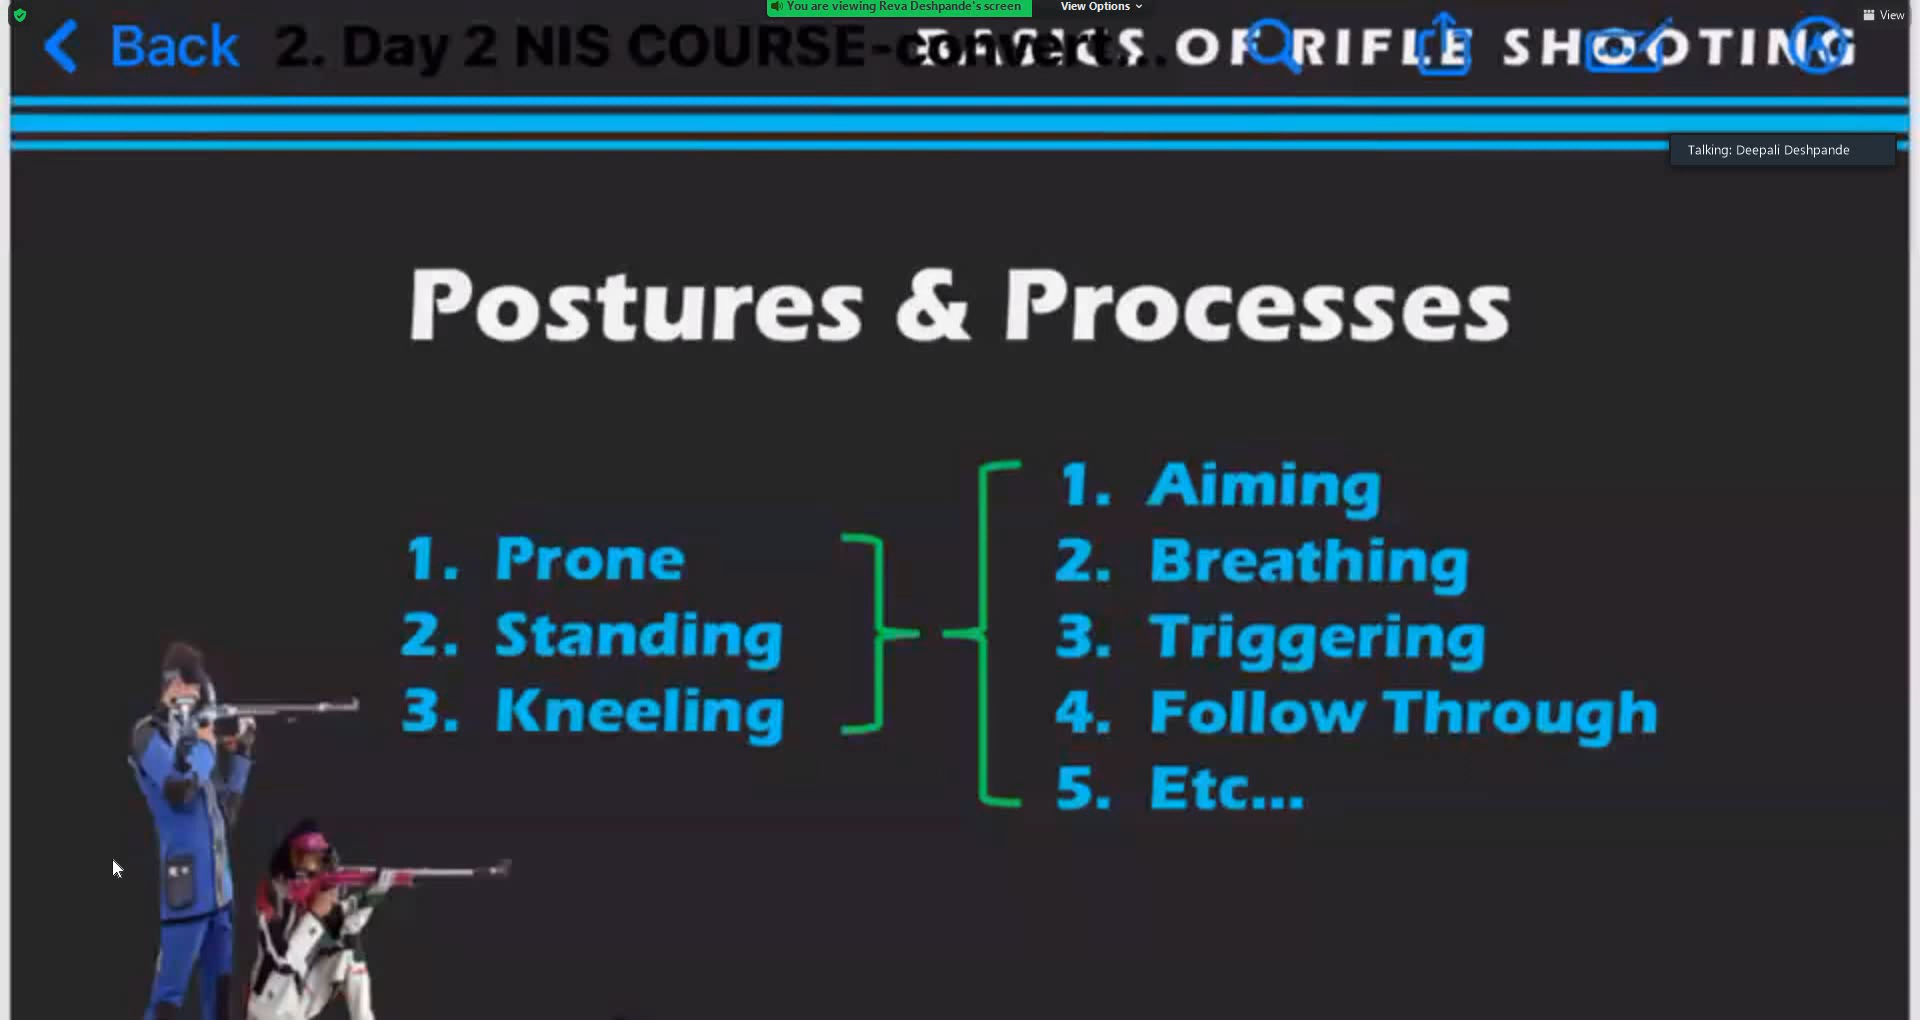 You are viewing Reva Deshpande's screen
View Options
View
Back
2. Day 2 NIS COURSE-convert...
BASICS OF RIFLE SHOOTING
Talking: Deepali Deshpande
Postures & Processes
1. Prone
2. Standing
3. Kneeling
1. Aiming
2. Breathing
3. Triggering
4. Follow Through
5. Etc...